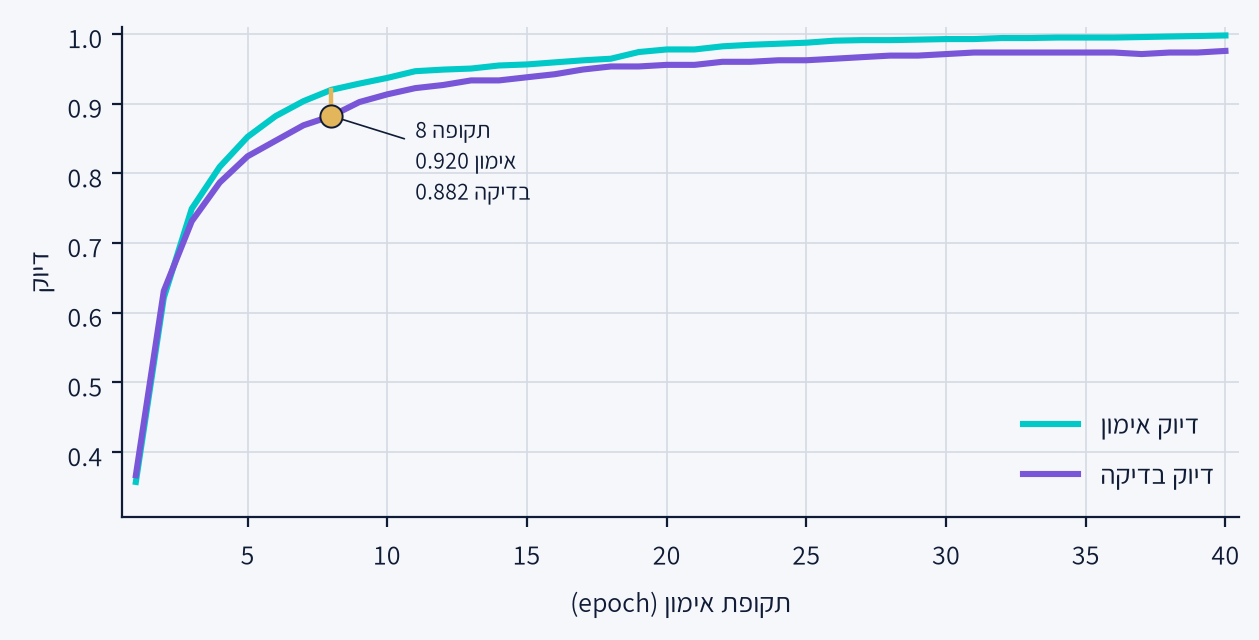 1.0
0.9
0.8
0.7
0.6
0.5
0.4
דיוק
תקופה 8
אימון 0.920
בדיקה 0.882
דיוק אימון
דיוק בדיקה
5 10 15 20 25 30 35 40
תקופת אימון (epoch)